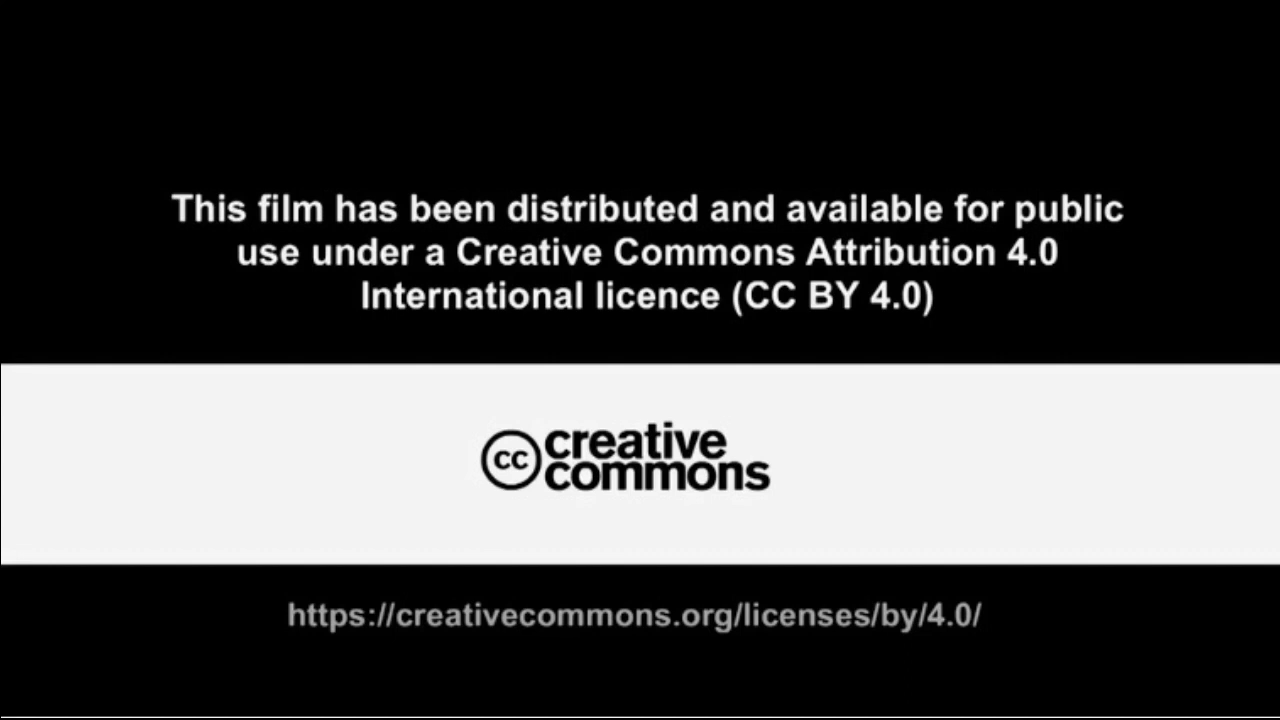 This film has been distributed and available for public
use under a Creative Commons Attribution 4.0
International licence (CC BY 4.0)
cc creative
commons
https://creativecommons.org/licenses/by/4.0/